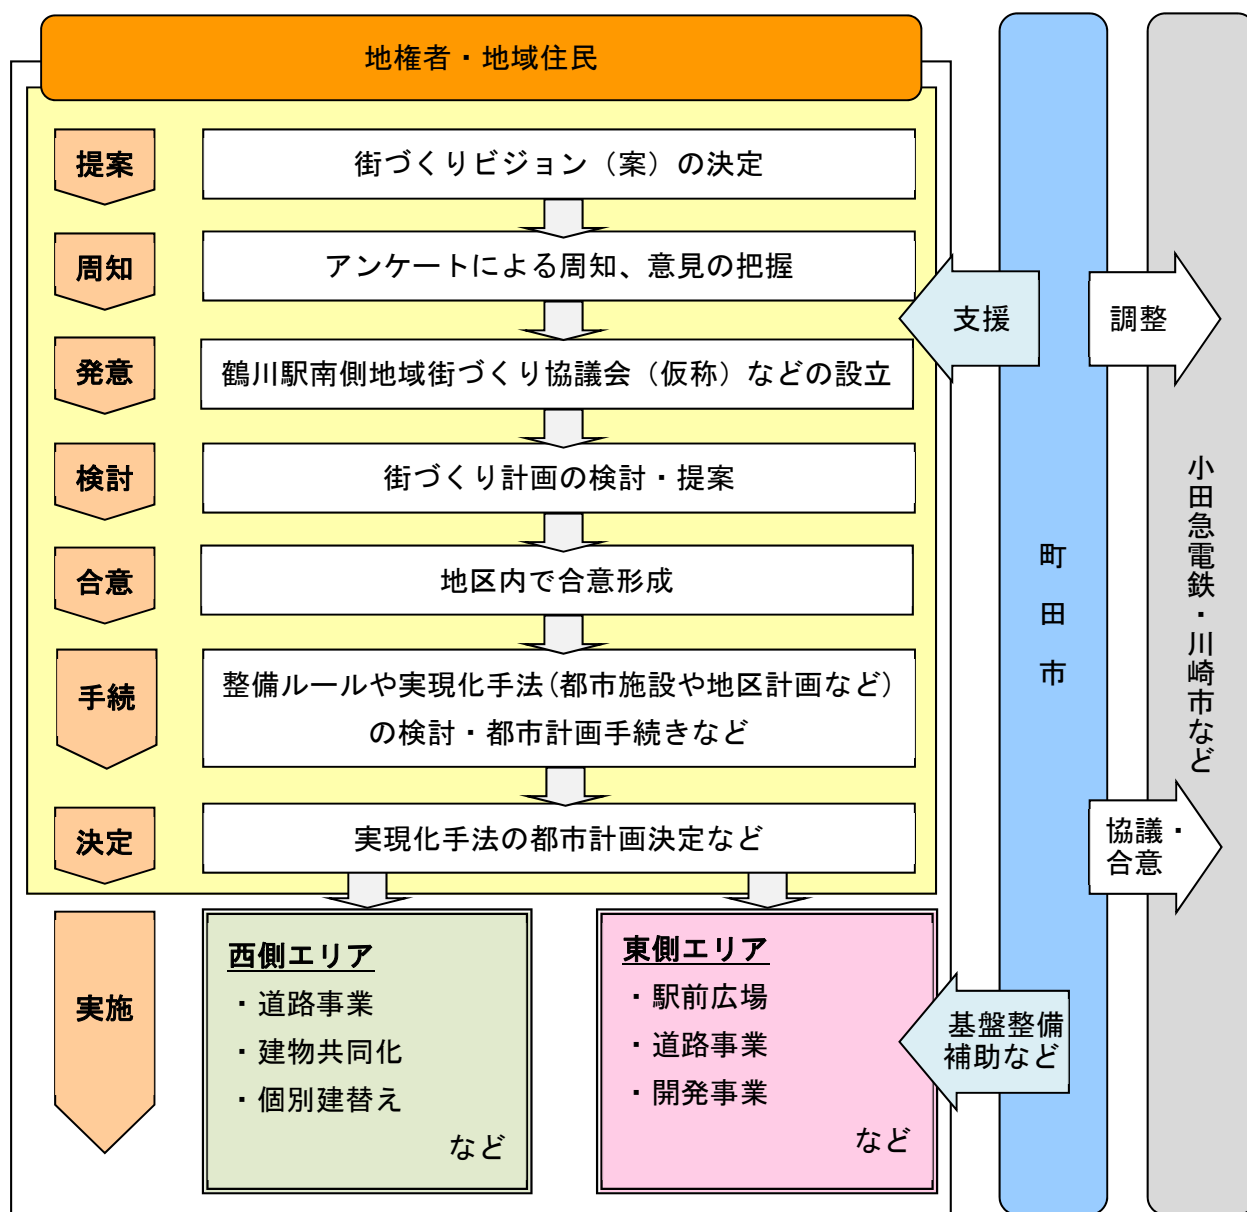 地権者・地域住民
提案
街づくりビジョン（案）の決定
周知
アンケートによる周知、意見の把握
発意
鶴川駅南側地域街づくり協議会（仮称）などの設立
検討
街づくり計画の検討・提案
合意
地区内で合意形成
手続
整備ルールや実現化手法(都市施設や地区計画など)
の検討・都市計画手続きなど
決定
実現化手法の都市計画決定など
実施
西側エリア
・道路事業
・建物共同化
・個別建替え
など
東側エリア
・駅前広場
・道路事業
・開発事業
など
支援
基盤整備
補助など
町田市
調整
協議・
合意
小田急電鉄・川崎市など